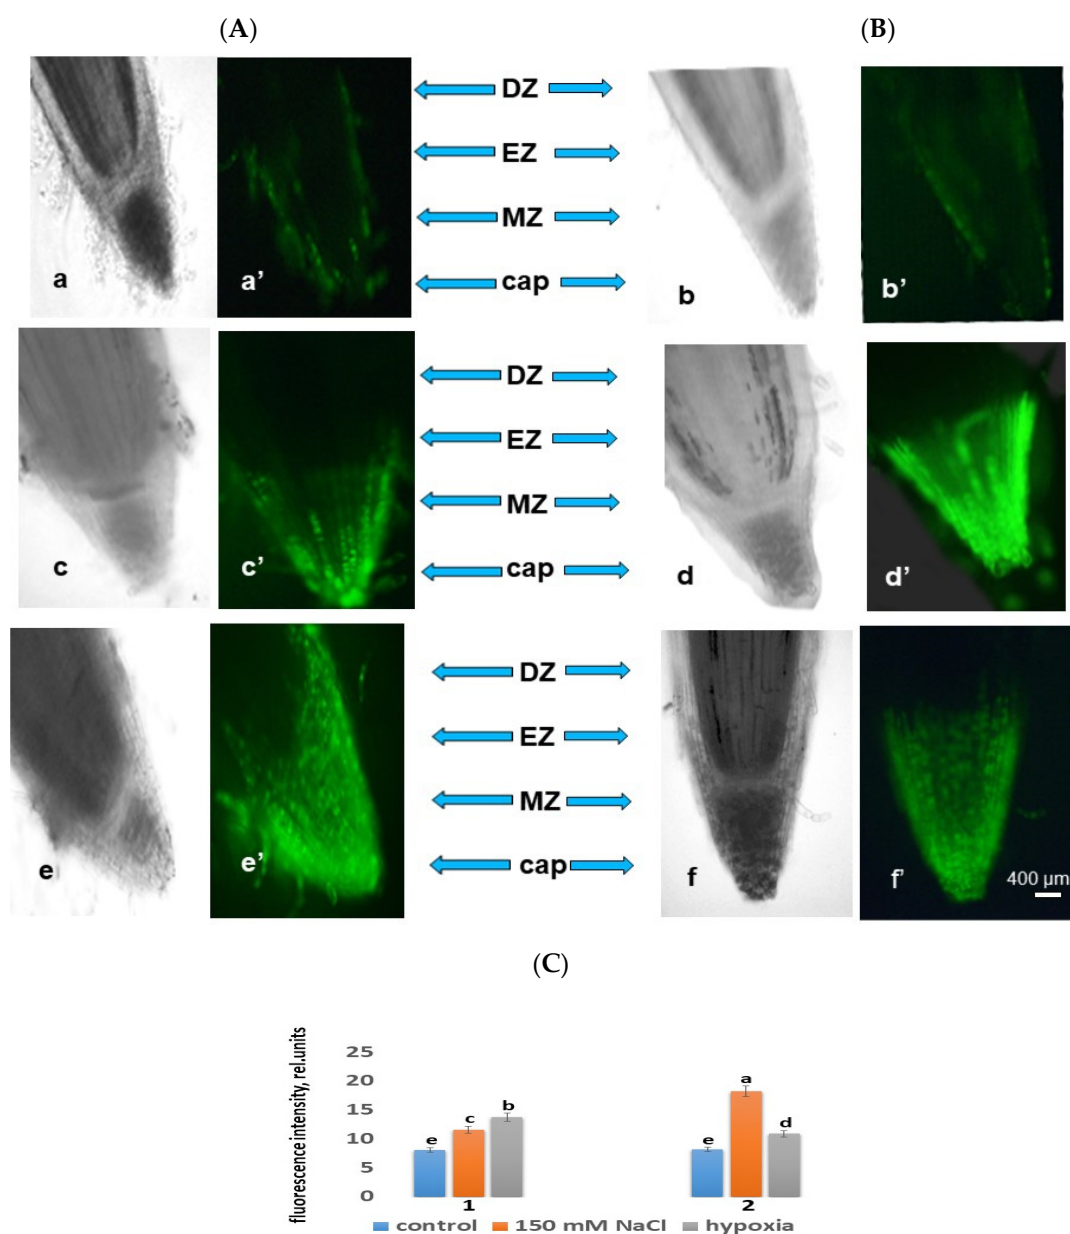 (A) (B)
DZ
EZ
MZ
cap
a a’ b b’
DZ
EZ
MZ
cap
c c’ d d’
DZ
EZ
MZ
cap
e e’ f f’
400 µm
(C)
fluorescence intensity, rel.units
25
20
15
10
5
0
e c b e a d
1 2
control 150 mM NaCl hypoxia